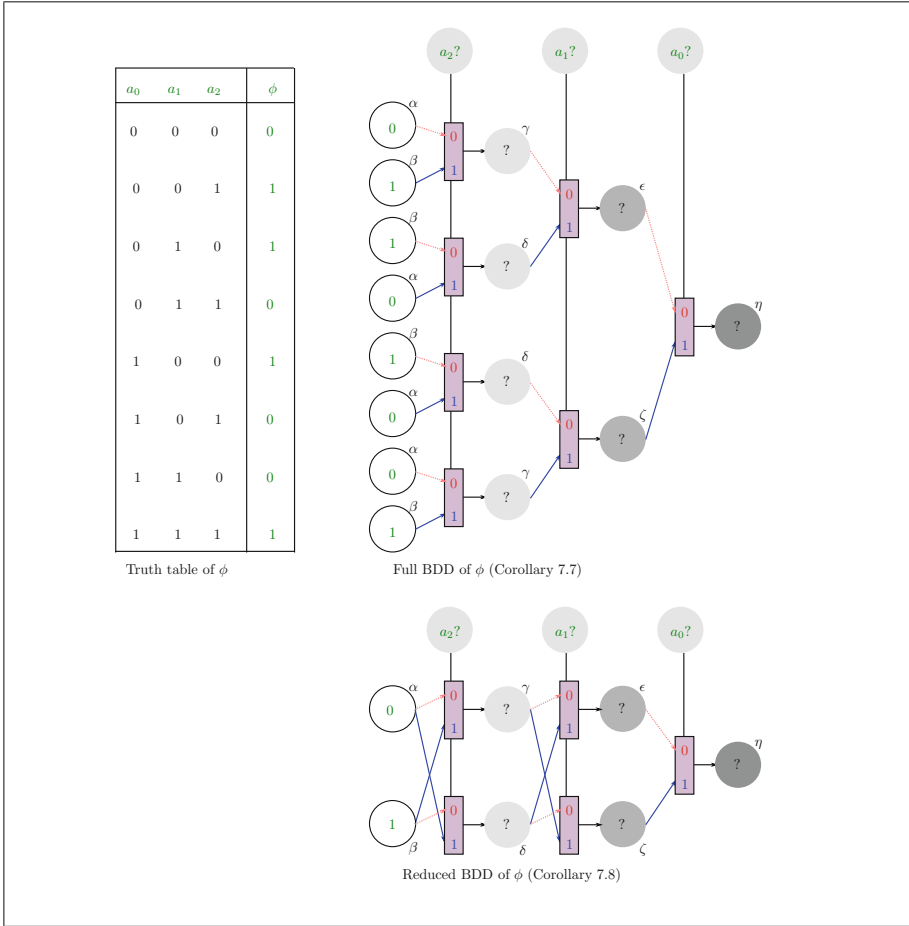 a₂? a₁? a₀?
a₀ a₁ a₂ ϕ
0 0 0 0
0 0 1 1
0 1 0 1
0 1 1 0
1 0 0 1
1 0 1 0
1 1 0 0
1 1 1 1
Truth table of ϕ
α
0 0 γ
? 
β 1
1 0 ϵ
? 
β 1
1 0 δ
? 
α 1
0
0 η
? 
1
β
1 0 δ
? 
α 1
0 0 ζ
? 
α 1
0 0 γ
? 
β 1
1
Full BDD of ϕ (Corollary 7.7)
a₂? a₁? a₀?
α γ ϵ
0 0 ? 0 ?
1 1 η
0 ?
1
1 0 ? 0 ?
β 1 δ 1 ζ
Reduced BDD of ϕ (Corollary 7.8)